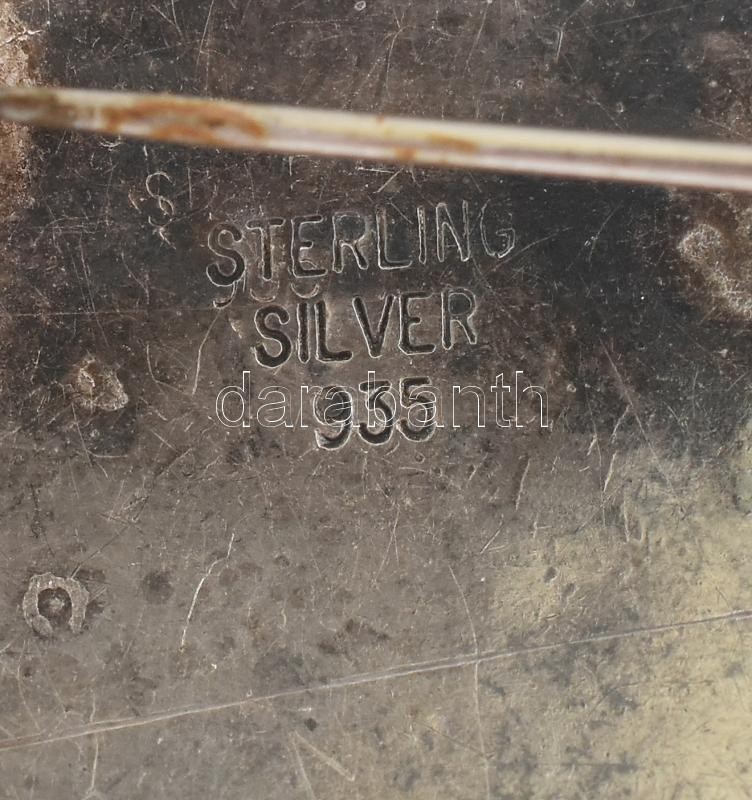 S
STERLING
SILVER
935
darabanth